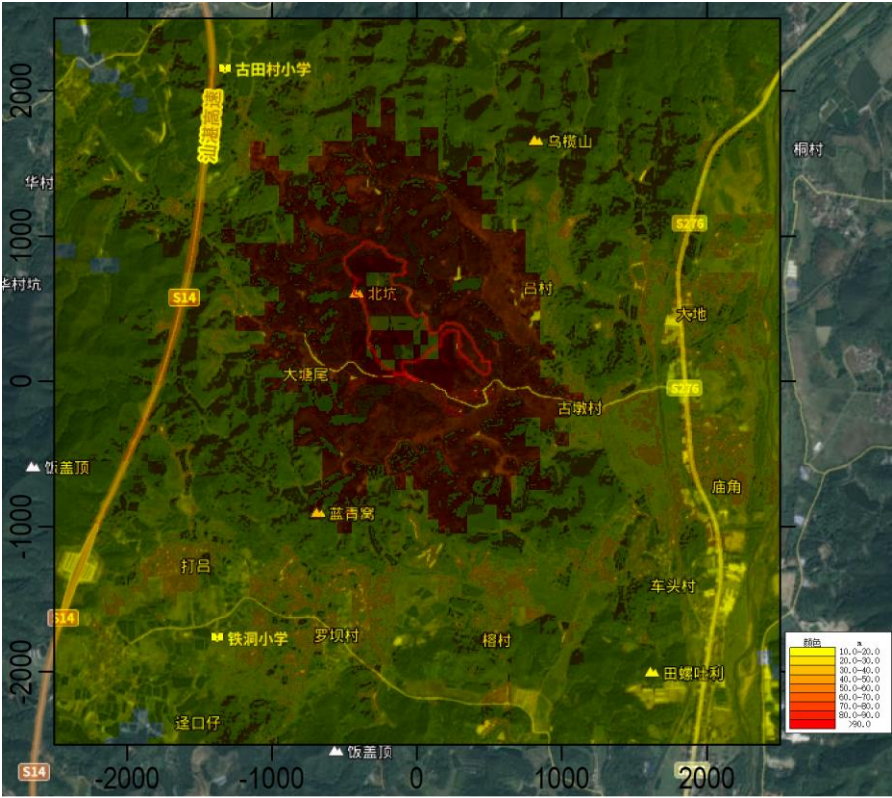 古田村小学
汕湛高速
乌榄山
桐村
华村
S276
华村坑
北坑
吕村
S14
大地
大塘尾
S276
古墩村
饭盖顶
庙角
蓝青窝
打吕
车头村
S14
铁洞小学
罗坝村
榕村
田螺吐利
迳口仔
饭盖顶
S14
S276
2000
1000
0
-1000
-2000
-2000
-1000
0
1000
2000
颜色
10.0-20.0
20.0-30.0
30.0-40.0
40.0-50.0
50.0-60.0
60.0-70.0
70.0-80.0
80.0-90.0
>90.0